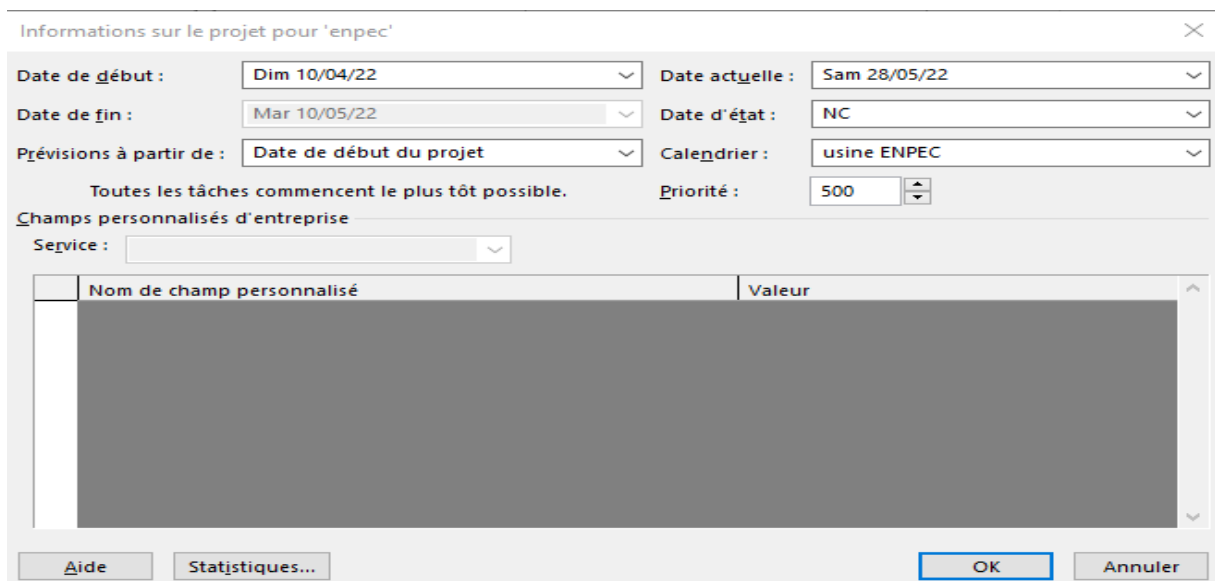 Informations sur le projet pour 'enpec'
Date de début : Dim 10/04/22 Date actuelle : Sam 28/05/22
Date de fin : Mar 10/05/22 Date d'état : NC
Prévisions à partir de : Date de début du projet Calendrier : usine ENPEC
Toutes les tâches commencent le plus tôt possible. Priorité : 500
Champs personnalisés d'entreprise
Service :
Nom de champ personnalisé Valeur
Aide Statistiques... OK Annuler